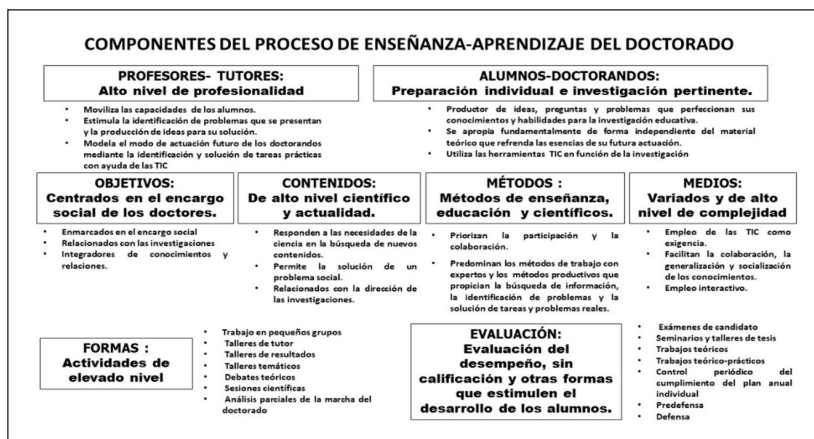 COMPONENTES DEL PROCESO DE ENSEÑANZA-APRENDIZAJE DEL DOCTORADO
PROFESORES- TUTORES:
Alto nivel de profesionalidad
• Moviliza las capacidades de los alumnos.
• Estimula la identificación de problemas que se presentan
y la producción de ideas para su solución.
• Modela el modo de actuación futuro de los doctorandos
mediante la identificación y solución de tareas prácticas
con ayuda de las TIC
ALUMNOS-DOCTORANDOS:
Preparación individual e investigación pertinente.
• Productor de ideas, preguntas y problemas que perfeccionan sus
conocimientos y habilidades para la investigación educativa.
• Se apropia fundamentalmente de forma independiente del material
teórico que refrenda las esencias de su futura actuación.
• Utiliza las herramientas TIC en función de la investigación
OBJETIVOS:
Centrados en el encargo
social de los doctores.
• Enmarcados en el encargo social
• Relacionados con las investigaciones
• Integradores de conocimientos y
relaciones.
CONTENIDOS:
De alto nivel científico
y actualidad.
• Responden a las necesidades de la
ciencia en la búsqueda de nuevos
contenidos.
• Permite la solución de un
problema social.
• Relacionados con la dirección de
las investigaciones.
MÉTODOS :
Métodos de enseñanza,
educación y científicos.
• Priorizan la participación y la
colaboración.
• Predominan los métodos de trabajo con
expertos y los métodos productivos que
propician la búsqueda de información,
la identificación de problemas y la
solución de tareas y problemas reales.
MEDIOS:
Variados y de alto
nivel de complejidad
• Empleo de las TIC como
exigencia.
• Facilitan la colaboración, la
generalización y socialización
de los conocimientos.
• Empleo interactivo.
FORMAS :
Actividades de
elevado nivel
• Trabajo en pequeños grupos
• Talleres de tutor
• Talleres de resultados
• Talleres temáticos
• Debates teóricos
• Sesiones científicas
• Análisis parciales de la marcha del
doctorado
EVALUACIÓN:
Evaluación del
desempeño, sin
calificación y otras formas
que estimulen el
desarrollo de los alumnos.
• Exámenes de candidato
• Seminarios y talleres de tesis
• Trabajos teóricos
• Trabajos teórico-prácticos
• Control periódico del
cumplimiento del plan anual
individual
• Predefensa
• Defensa